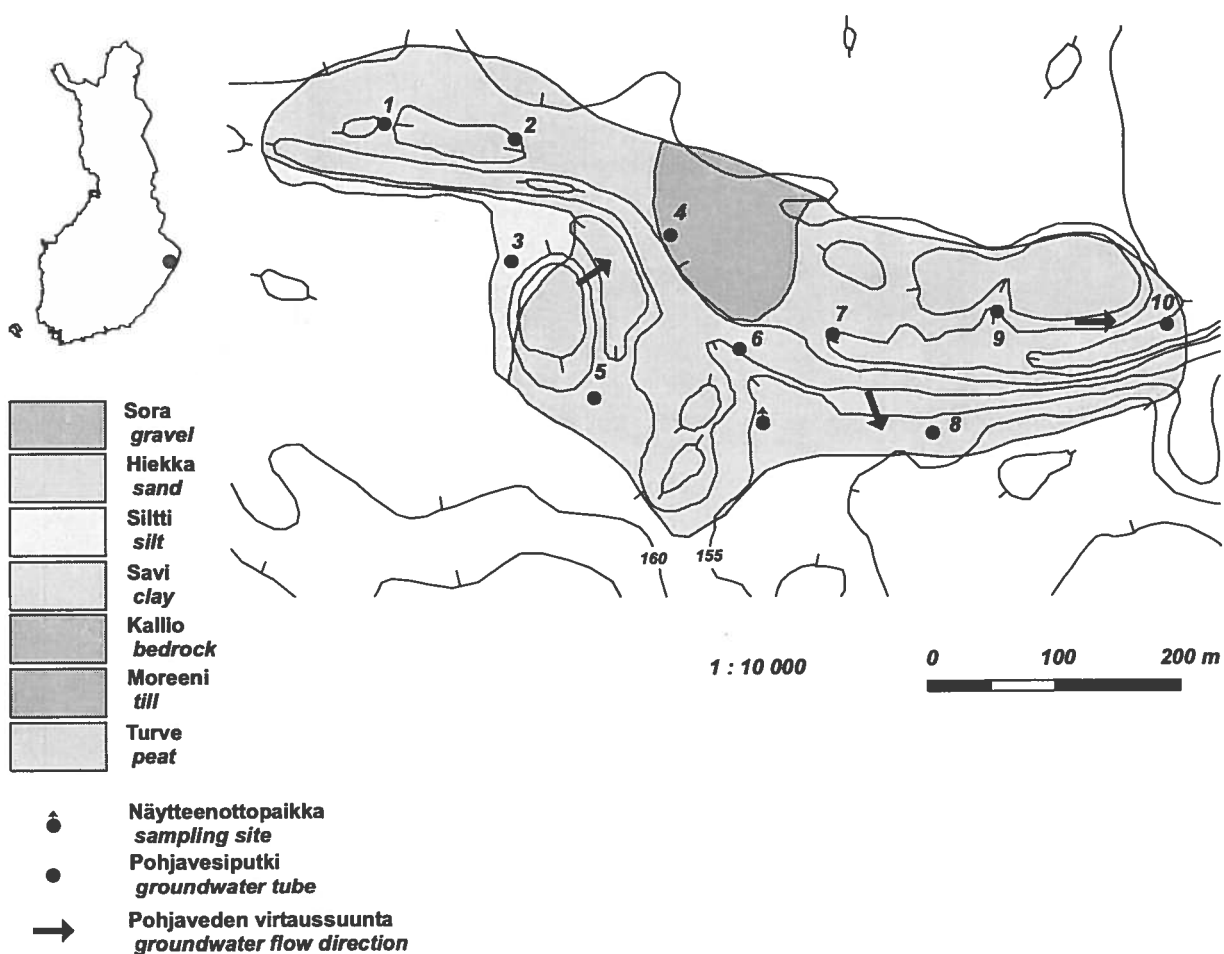 1
2
3
4
5
6
7
8
9
10
160
155
Sora
gravel
Hiekka
sand
Siltti
silt
Savi
clay
Kallio
bedrock
Moreeni
till
Turve
peat
Näytteenottopaikka
sampling site
Pohjavesiputki
groundwater tube
Pohjaveden virtaussuunta
groundwater flow direction
1 : 10 000
0 100 200 m